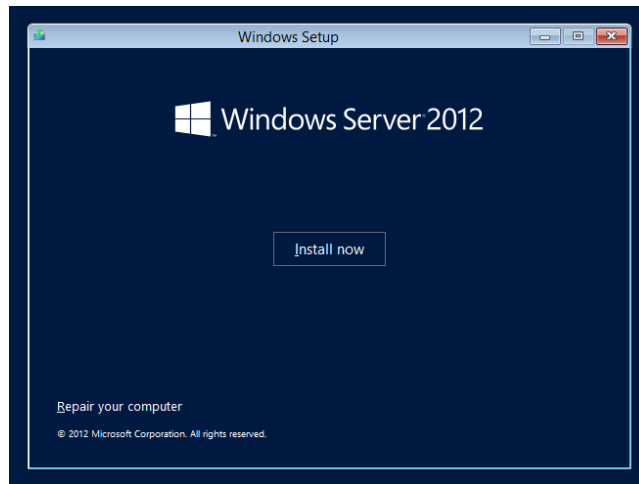 Windows Setup
Windows Server 2012
Install now
Repair your computer
© 2012 Microsoft Corporation. All rights reserved.